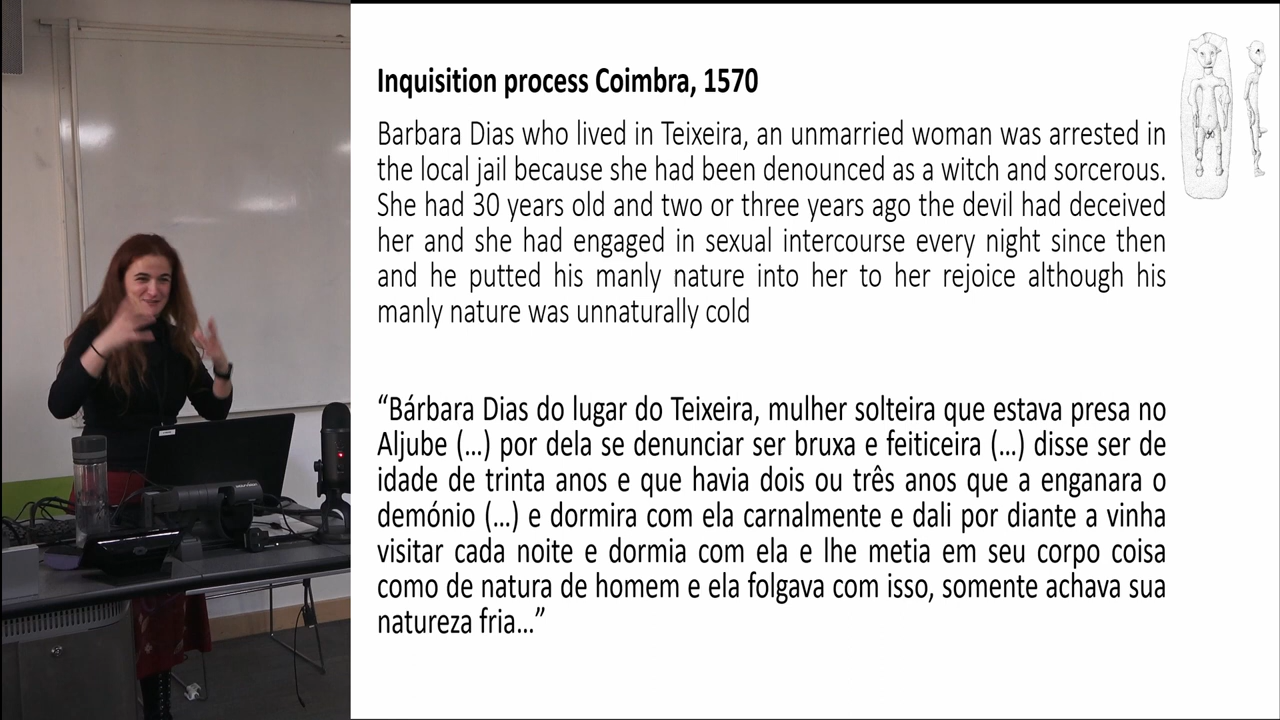 Inquisition process Coimbra, 1570
Barbara Dias who lived in Teixeira, an unmarried woman was arrested in
the local jail because she had been denounced as a witch and sorcerous.
She had 30 years old and two or three years ago the devil had deceived
her and she had engaged in sexual intercourse every night since then
and he putted his manly nature into her to her rejoice although his
manly nature was unnaturally cold
“Bárbara Dias do lugar do Teixeira, mulher solteira que estava presa no
Aljube (...) por dela se denunciar ser bruxa e feiticeira (...) disse ser de
idade de trinta anos e que havia dois ou três anos que a enganara o
demónio (...) e dormira com ela carnalmente e dali por diante a vinha
visitar cada noite e dormia com ela e lhe metia em seu corpo coisa
como de natura de homem e ela folgava com isso, somente achava sua
natureza fria...”